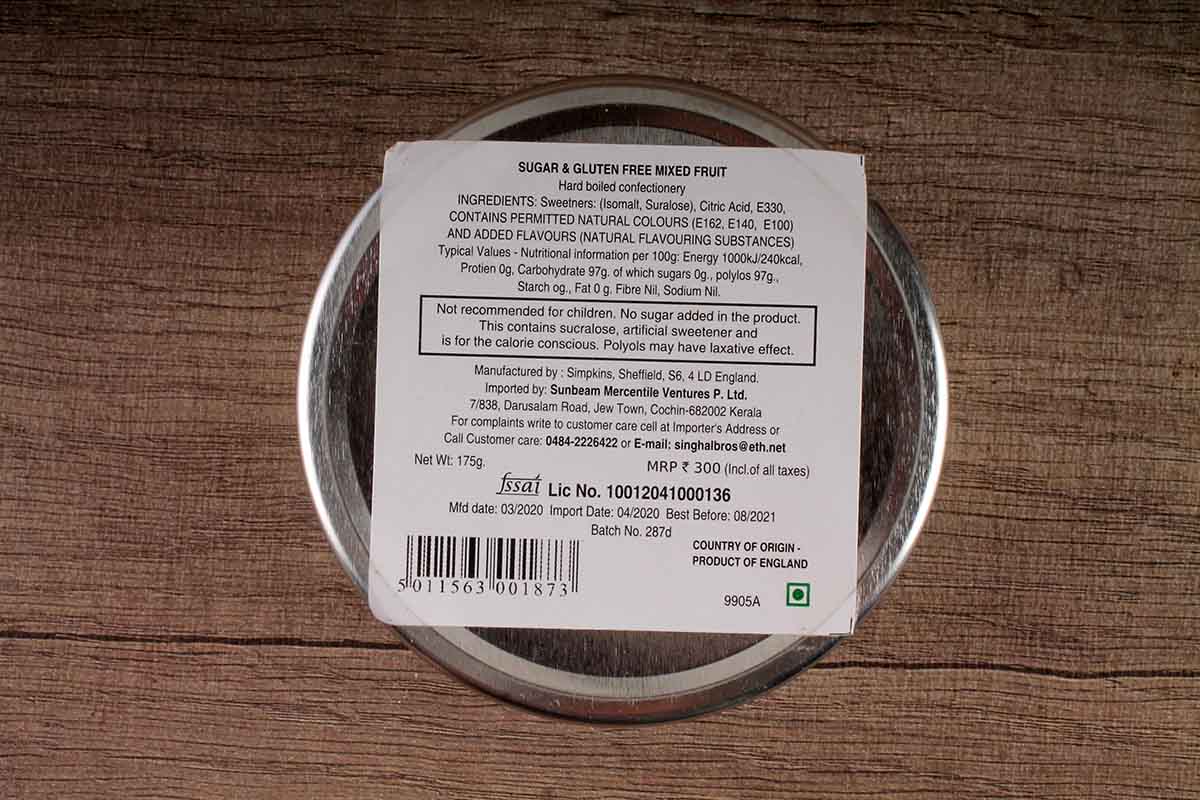 SUGAR & GLUTEN FREE MIXED FRUIT
Hard boiled confectionery
INGREDIENTS: Sweetners: (Isomalt, Suralose), Citric Acid, E330,
CONTAINS PERMITTED NATURAL COLOURS (E162, E140, E100)
AND ADDED FLAVOURS (NATURAL FLAVOURING SUBSTANCES)
Typical Values - Nutritional information per 100g: Energy 1000kJ/240kcal,
Protien 0g, Carbohydrate 97g. of which sugars 0g., polylos 97g.,
Starch og., Fat 0 g. Fibre Nil, Sodium Nil.
Not recommended for children. No sugar added in the product.
This contains sucralose, artificial sweetener and
is for the calorie conscious. Polyols may have laxative effect.
Manufactured by : Simpkins, Sheffield, S6, 4 LD England.
Imported by: Sunbeam Mercentile Ventures P. Ltd.
7/838, Darusalam Road, Jew Town, Cochin-682002 Kerala
For complaints write to customer care cell at Importer's Address or
Call Customer care: 0484-2226422 or E-mail: singhalbros@eth.net
Net Wt: 175g. MRP ₹ 300 (Incl.of all taxes)
fssai Lic No. 10012041000136
Mfd date: 03/2020 Import Date: 04/2020 Best Before: 08/2021
Batch No. 287d
COUNTRY OF ORIGIN -
PRODUCT OF ENGLAND
5 011563 001873
9905A